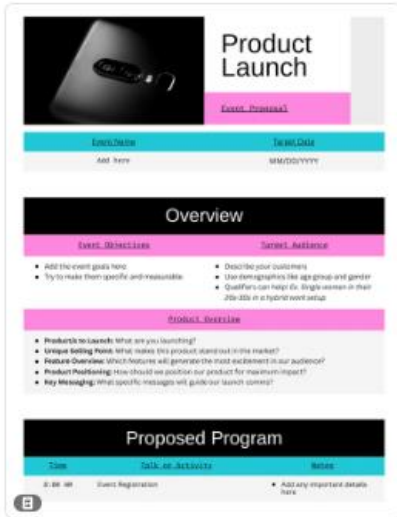 Product
Launch
Event Proposal
Event Name
Target Date
Add here
MM/DD/YYYY
Overview
Event Objectives
Target Audience
Add the event goals here
Try to make them specific and measurable
Describe your customers
Use demographics like age group and gender
Qualifiers can help! Ex. Single women in their
20s-30s in a hybrid work setup
Product Overview
Product/s to Launch: What are you launching?
Unique Selling Point: What makes this product stand out in the market?
Feature Overview: Which features will generate the most excitement in our audience?
Product Positioning: How should we position our product for maximum impact?
Key Messaging: What specific messages will guide our launch comms?
Proposed Program
Time
Talk or Activity
Notes
8:00 AM
Event Registration
Add any important details
here